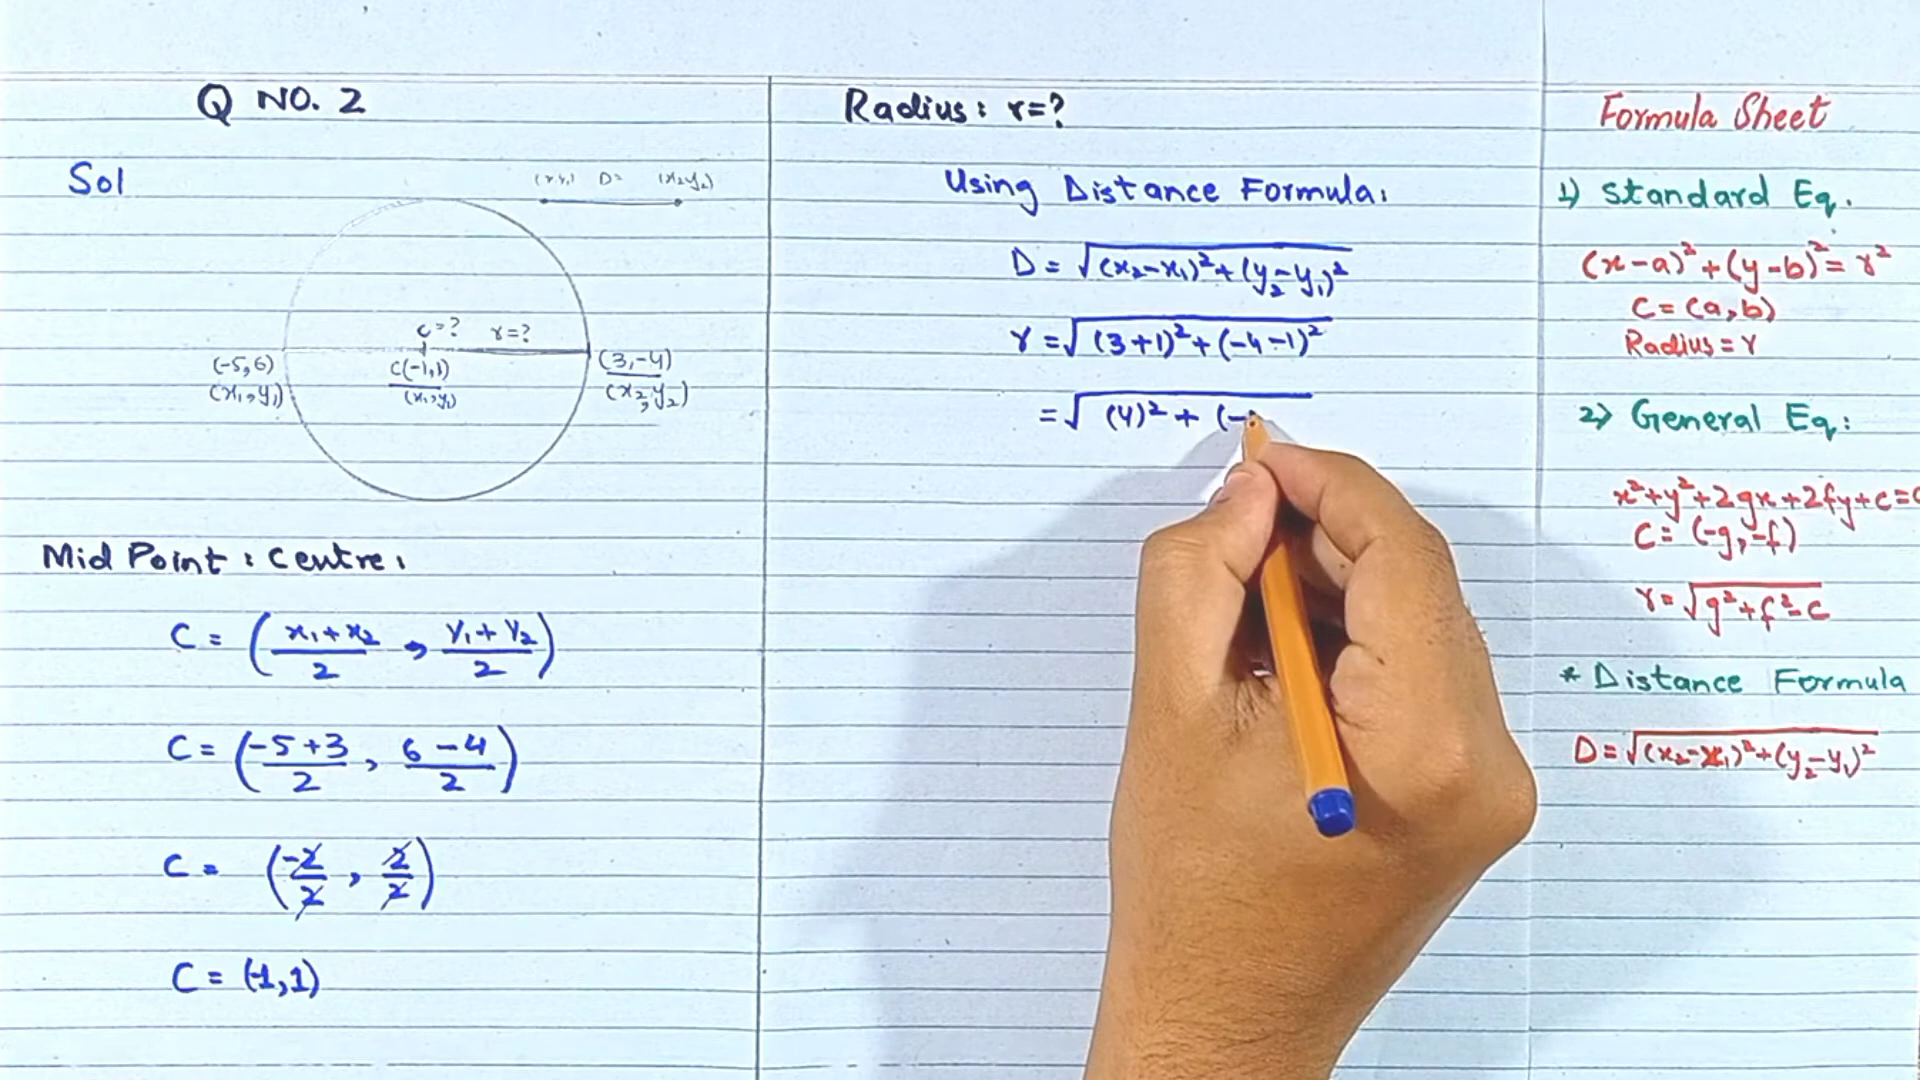 Q NO. 2
Sol
(x,y,) D= (x₂y₂)
c=? r=?
(-5,6) C(-1,1) (3,-4)
(x₁,y₁) (x₁,y₁) (x₂,y₂)
Mid Point : Centre :
C = (x₁+x₂/2 , y₁+y₂/2)
C = (-5+3/2 , 6-4/2)
C = (-2/2 , 2/2)
C = (-1,1)
Radius : r=?
Using Distance Formula:
D = √(x₂-x₁)²+(y₂-y₁)²
r = √(3+1)²+(-4-1)²
= √(4)² + (-
Formula Sheet
1) Standard Eq.
(x-a)²+(y-b)²=r²
C=(a,b)
Radius=r
2) General Eq:
x²+y²+2gx+2fy+c=0
C=(-g,-f)
r=√g²+f²-c
* Distance Formula
D=√(x₂-x₁)²+(y₂-y₁)²